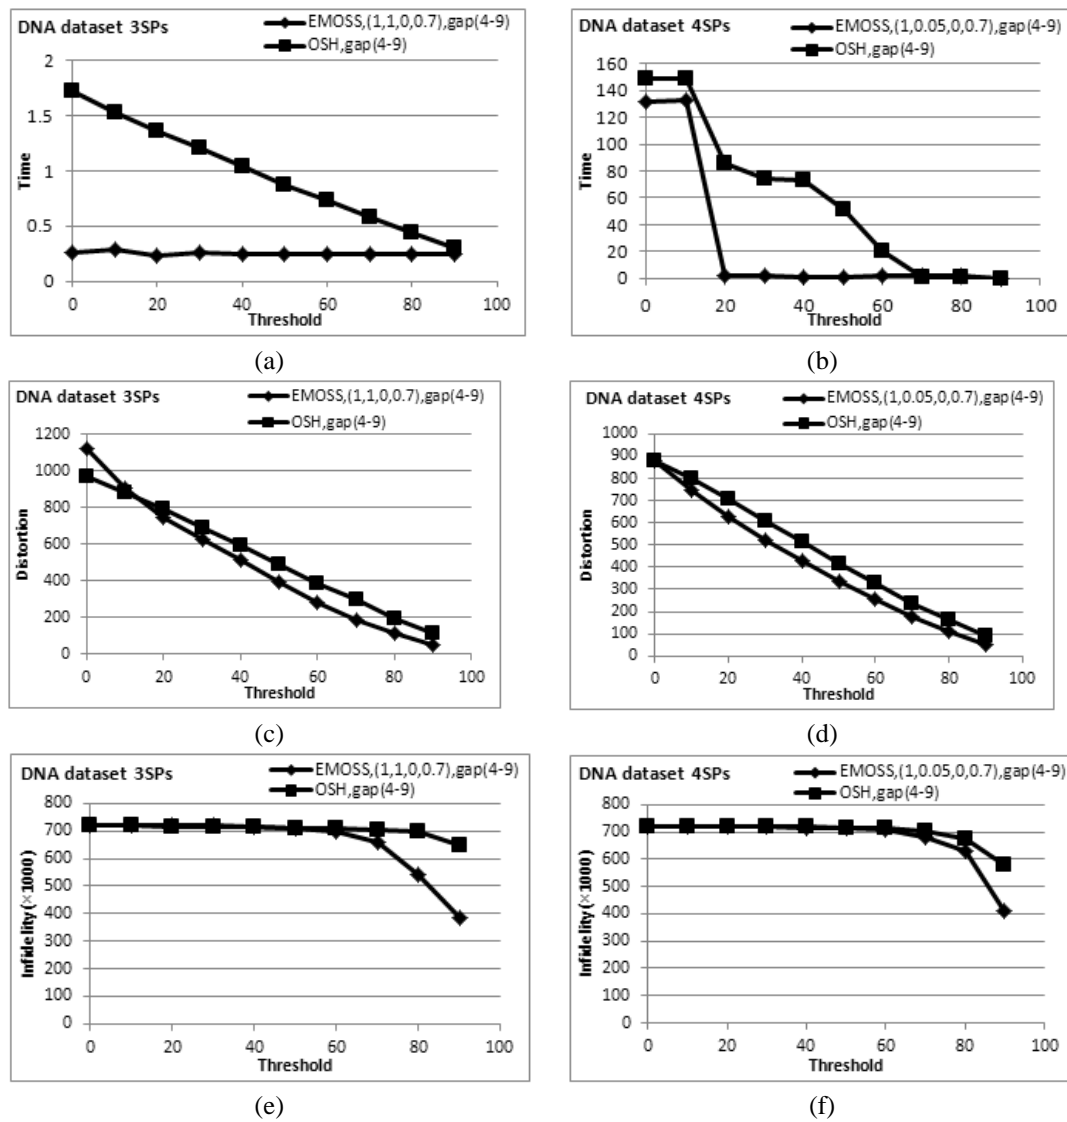 DNA dataset 3SPs
EMOSS,(1,1,0,0.7),gap(4-9)
OSH,gap(4-9)
2
1.5
1
0.5
0
Time
0 20 40 60 80 100
Threshold
(a)
DNA dataset 4SPs
EMOSS,(1,0.05,0,0.7),gap(4-9)
OSH,gap(4-9)
160
140
120
100
80
60
40
20
0
Time
0 20 40 60 80 100
Threshold
(b)
DNA dataset 3SPs
EMOSS,(1,1,0,0.7),gap(4-9)
OSH,gap(4-9)
1200
1000
800
600
400
200
0
Distortion
0 20 40 60 80 100
Threshold
(c)
DNA dataset 4SPs
EMOSS,(1,0.05,0,0.7),gap(4-9)
OSH,gap(4-9)
1000
900
800
700
600
500
400
300
200
100
0
Distortion
0 20 40 60 80 100
Threshold
(d)
DNA dataset 3SPs
EMOSS,(1,1,0,0.7),gap(4-9)
OSH,gap(4-9)
800
700
600
500
400
300
200
100
0
Infidelity(×1000)
0 20 40 60 80 100
Threshold
(e)
DNA dataset 4SPs
EMOSS,(1,0.05,0,0.7),gap(4-9)
OSH,gap(4-9)
800
700
600
500
400
300
200
100
0
Infidelity(×1000)
0 20 40 60 80 100
Threshold
(f)